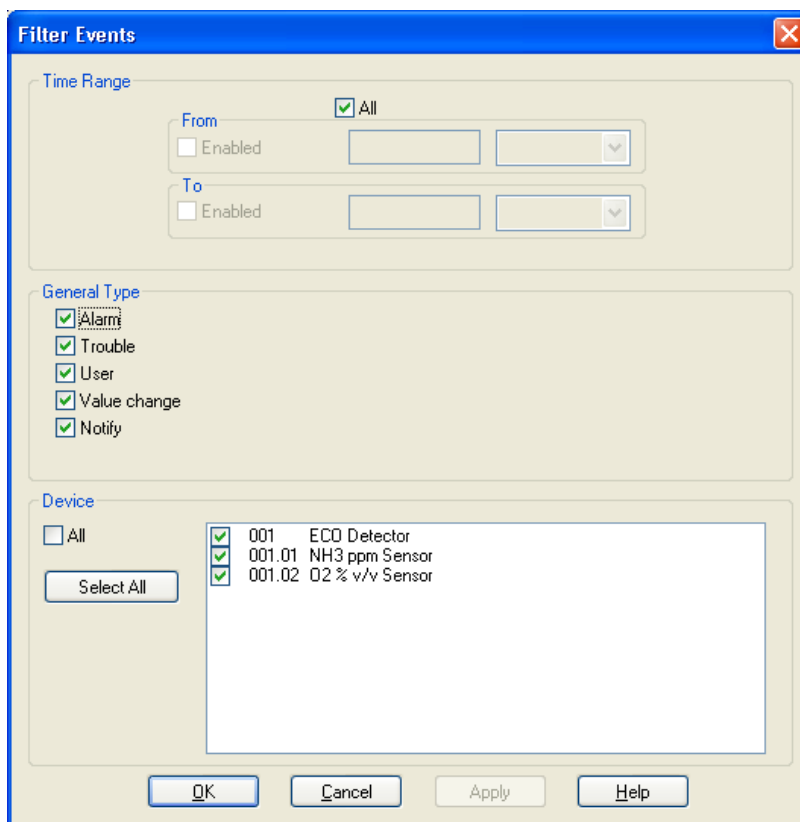 Filter Events
Time Range
All
From
Enabled
To
Enabled
General Type
Alarm
Trouble
User
Value change
Notify
Device
All
001 ECO Detector
001.01 NH3 ppm Sensor
001.02 O2 % v/v Sensor
Select All
OK Cancel Apply Help